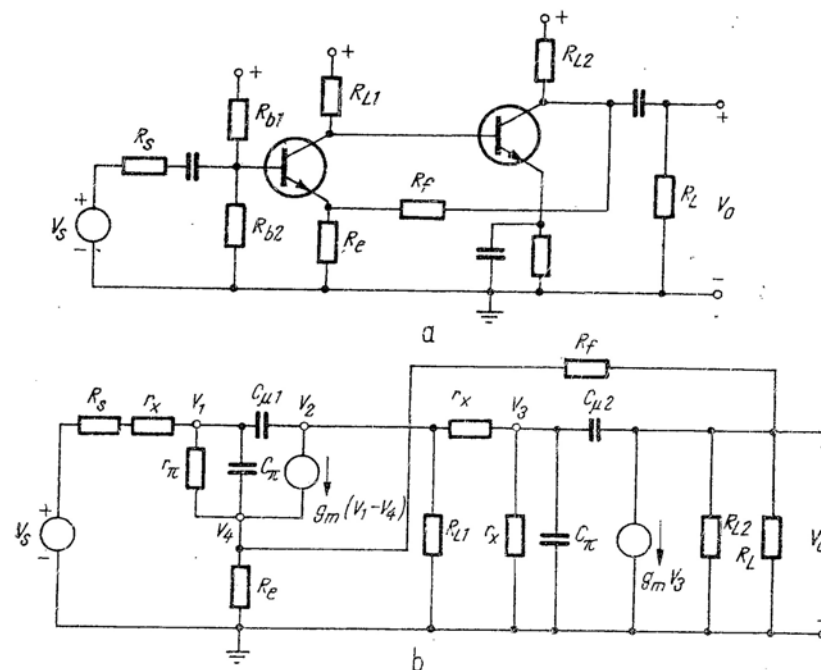 + + +
R_L2
R_L1
R_b1
R_s
R_f
+ V_s − R_b2 R_e R_L V_o + −
a
R_f
R_s r_x V_1 C_μ1 V_2 r_x V_3 C_μ2
r_π C_π g_m(V_1−V_4)
V_4
+ V_s − R_e R_L1 r_x C_π g_m V_3 R_L2 R_L
b